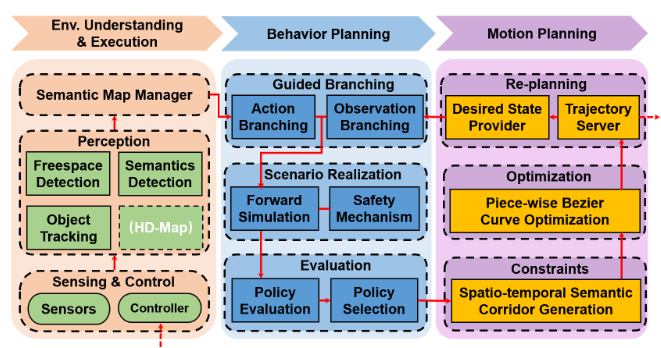 Env. Understanding
& Execution
Behavior Planning
Motion Planning
Semantic Map Manager
Perception
Freespace
Detection
Semantics
Detection
Object
Tracking
(HD-Map)
Sensing & Control
Sensors
Controller
Guided Branching
Action
Branching
Observation
Branching
Scenario Realization
Forward
Simulation
Safety
Mechanism
Evaluation
Policy
Evaluation
Policy
Selection
Re-planning
Desired State
Provider
Trajectory
Server
Optimization
Piece-wise Bezier
Curve Optimization
Constraints
Spatio-temporal Semantic
Corridor Generation